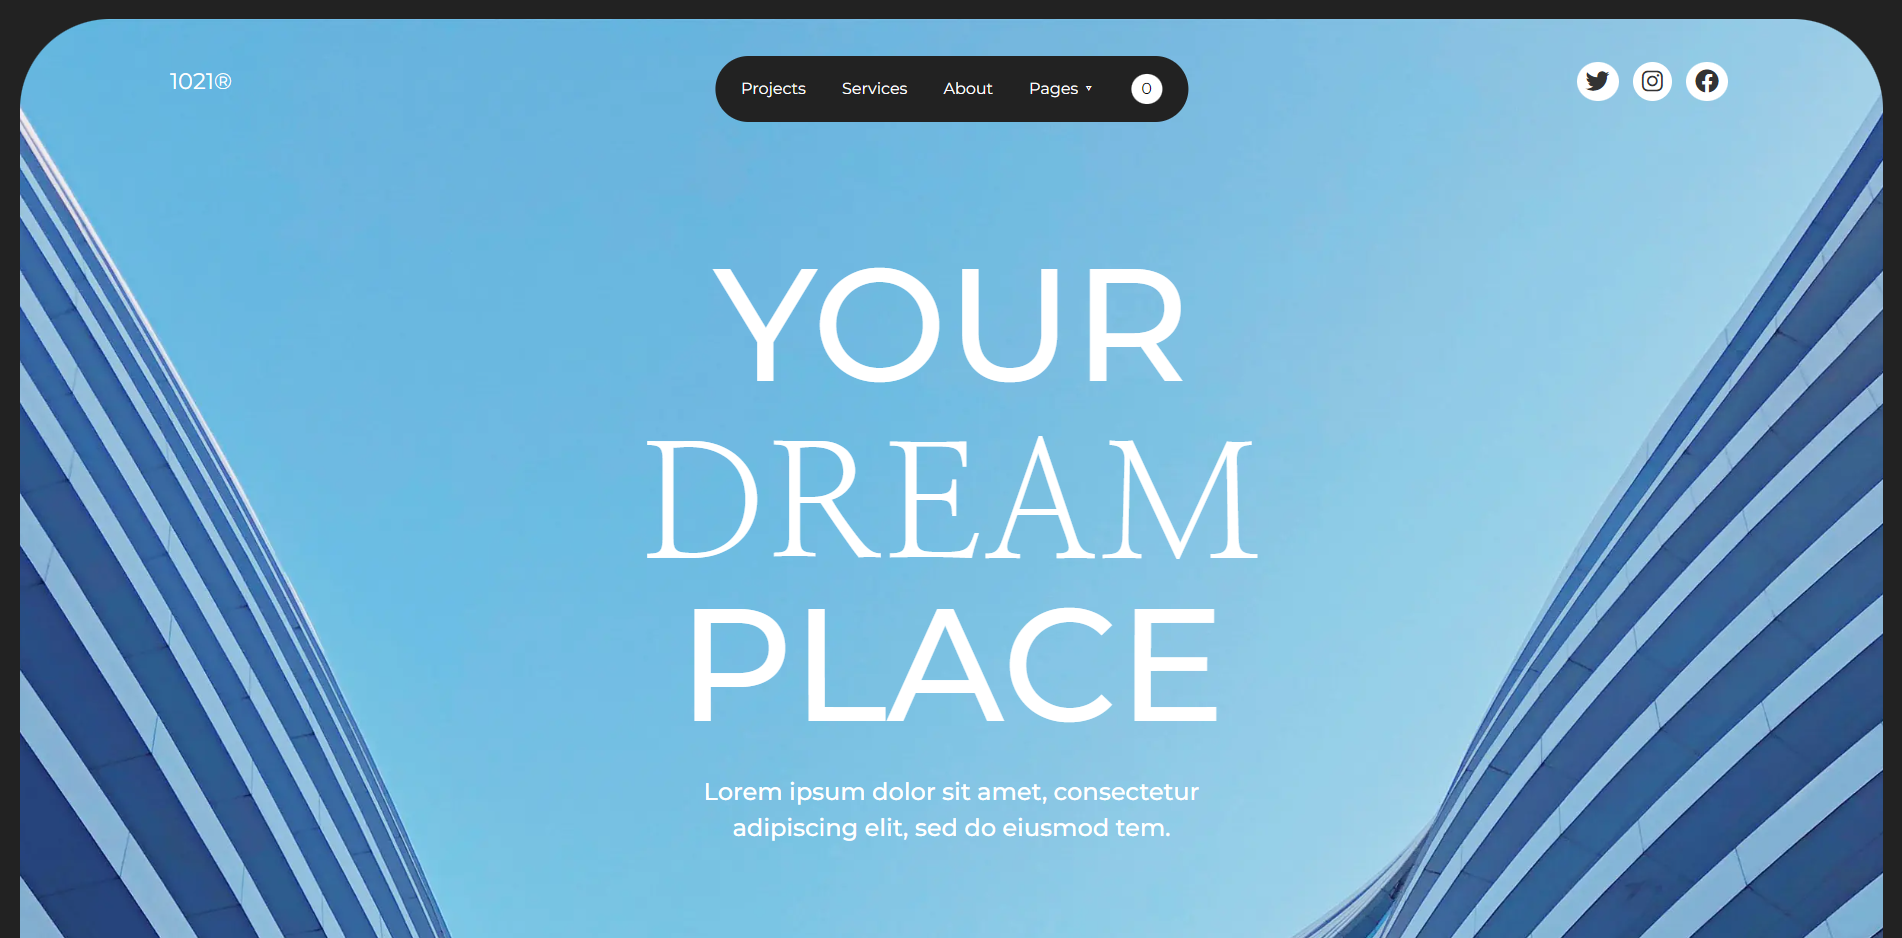 1021®
Projects Services About Pages 0
YOUR
DREAM
PLACE
Lorem ipsum dolor sit amet, consectetur
adipiscing elit, sed do eiusmod tem.